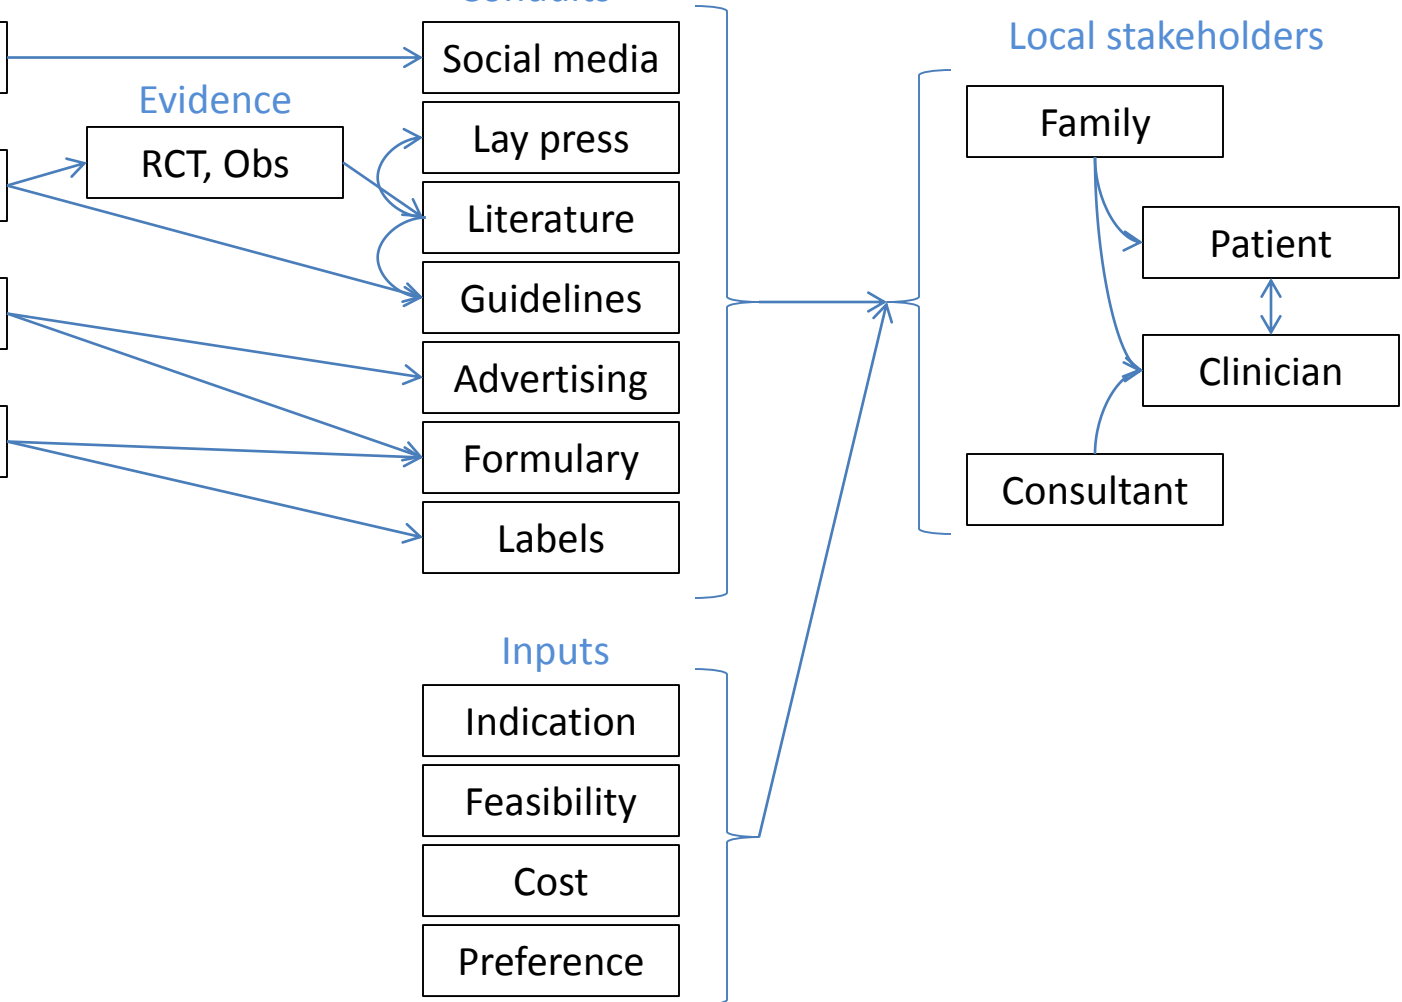 Conduits
Local stakeholders
Social media
Evidence
Lay press
Family
RCT, Obs
Literature
Patient
Guidelines
Advertising
Clinician
Formulary
Consultant
Labels
Inputs
Indication
Feasibility
Cost
Preference